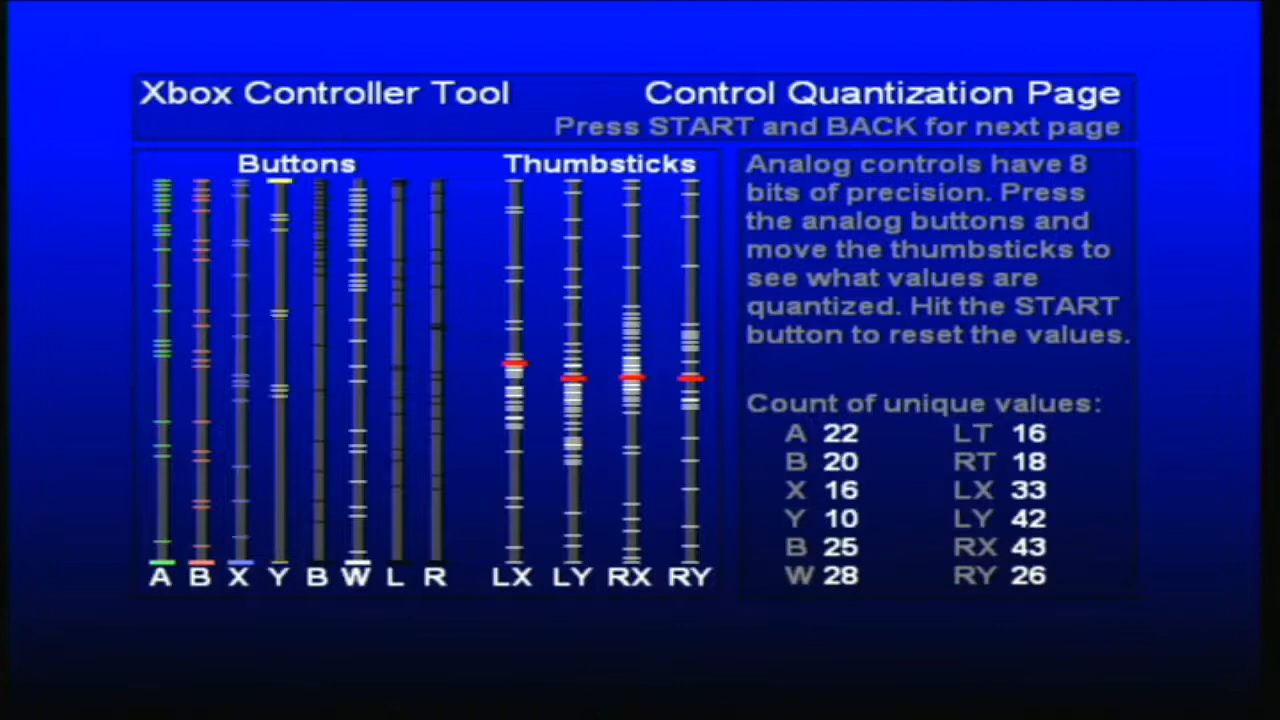 Xbox Controller Tool
Control Quantization Page
Press START and BACK for next page
Buttons
Thumbsticks
A B X Y B W L R
LX LY RX RY
Analog controls have 8
bits of precision. Press
the analog buttons and
move the thumbsticks to
see what values are
quantized. Hit the START
button to reset the values.
Count of unique values:
A 22 LT 16
B 20 RT 18
X 16 LX 33
Y 10 LY 42
B 25 RX 43
W 28 RY 26